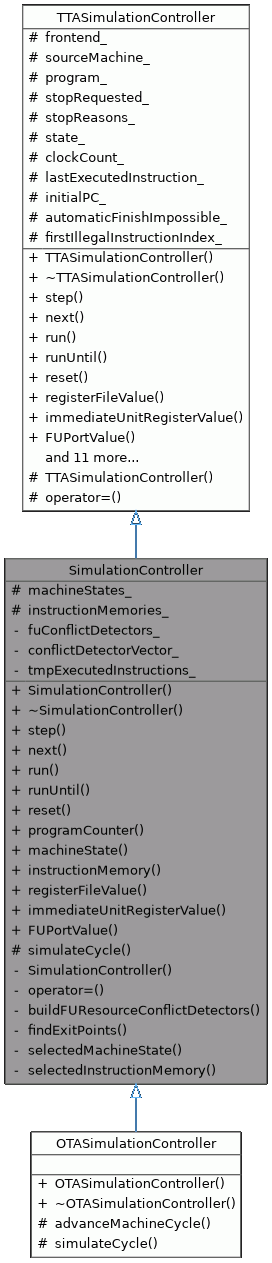 TTASimulationController
# frontend_
# sourceMachine_
# program_
# stopRequested_
# stopReasons_
# state_
# clockCount_
# lastExecutedInstruction_
# initialPC_
# automaticFinishImpossible_
# firstIllegalInstructionIndex_
+ TTASimulationController()
+ ~TTASimulationController()
+ step()
+ next()
+ run()
+ runUntil()
+ reset()
+ registerFileValue()
+ immediateUnitRegisterValue()
+ FUPortValue()
and 11 more...
# TTASimulationController()
# operator=()
SimulationController
# machineStates_
# instructionMemories_
- fuConflictDetectors_
- conflictDetectorVector_
- tmpExecutedInstructions_
+ SimulationController()
+ ~SimulationController()
+ step()
+ next()
+ run()
+ runUntil()
+ reset()
+ programCounter()
+ machineState()
+ instructionMemory()
+ registerFileValue()
+ immediateUnitRegisterValue()
+ FUPortValue()
# simulateCycle()
- SimulationController()
- operator=()
- buildFUResourceConflictDetectors()
- findExitPoints()
- selectedMachineState()
- selectedInstructionMemory()
OTASimulationController
+ OTASimulationController()
+ ~OTASimulationController()
# advanceMachineCycle()
# simulateCycle()